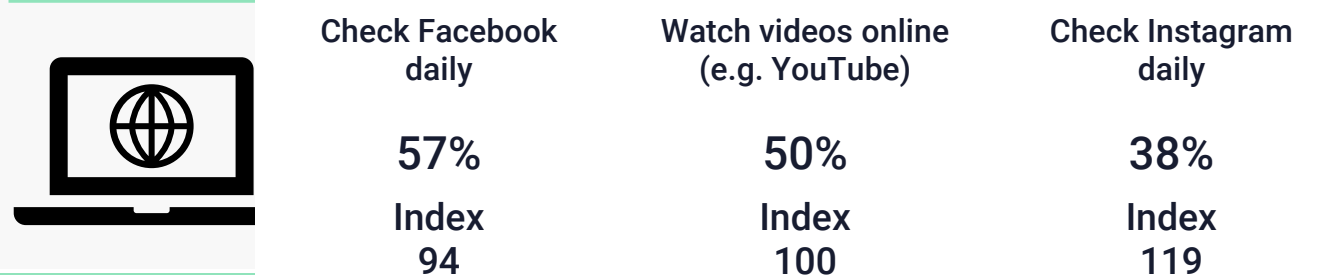 Check Facebook
daily
57%
Index
94
Watch videos online
(e.g. YouTube)
50%
Index
100
Check Instagram
daily
38%
Index
119